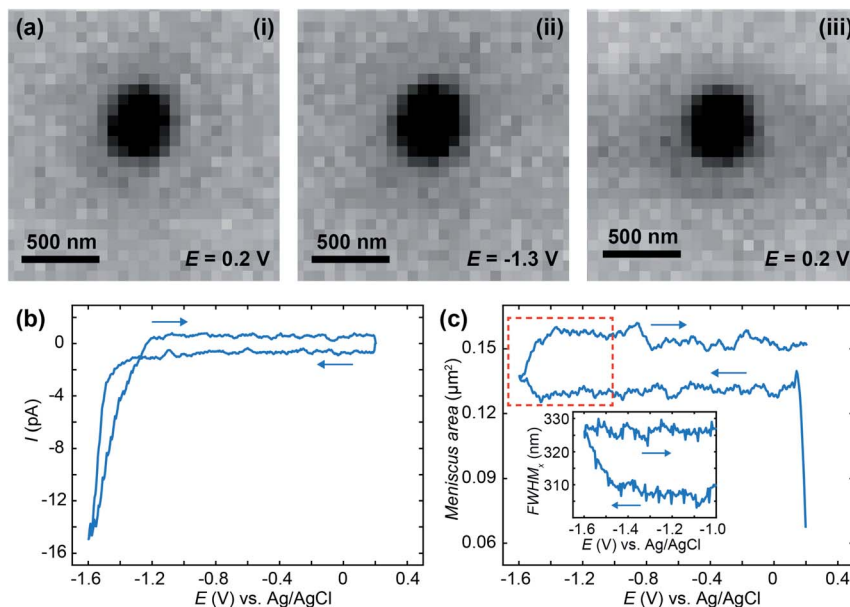 (a) (i)
500 nm
E = 0.2 V
(ii)
500 nm
E = -1.3 V
(iii)
500 nm
E = 0.2 V
(b)
0
-4
-8
-12
-16
I (pA)
-1.6 -1.2 -0.8 -0.4 0 0.4
E (V) vs. Ag/AgCl
(c)
0.15
0.12
0.09
0.06
Meniscus area (μm²)
330
320
310
FWHMx (nm)
-1.6 -1.4 -1.2 -1.0
E (V) vs. Ag/AgCl
-1.6 -1.2 -0.8 -0.4 0 0.4
E (V) vs. Ag/AgCl